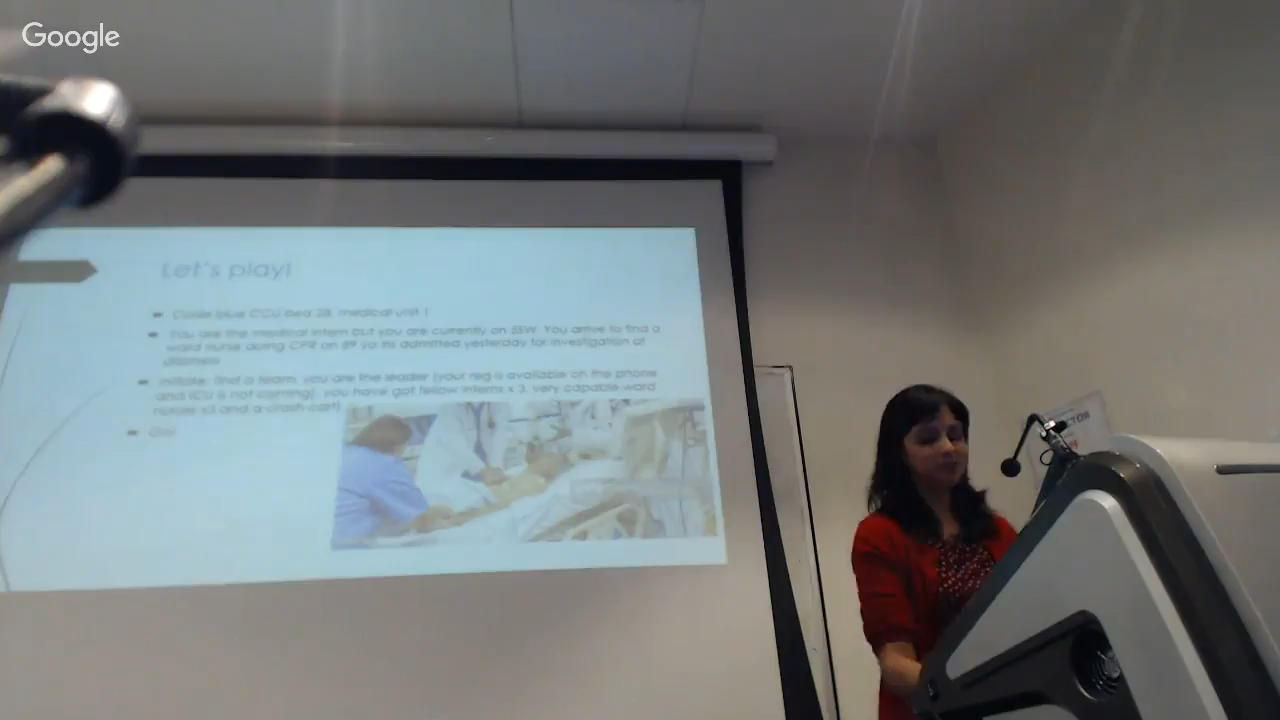 Google
Let's play!
Code blue CCU bed 28, medical unit 1
You are the medical intern but you are currently on 5SW. You arrive to find a
ward nurse doing CPR on 89 yo ms admitted yesterday for investigation of
Initiate: find a team, you are the leader (your reg is available on the phone
and ICU is not coming), you have got fellow interns x 3, very capable ward
nurses x3 and a crash cart)
Go!